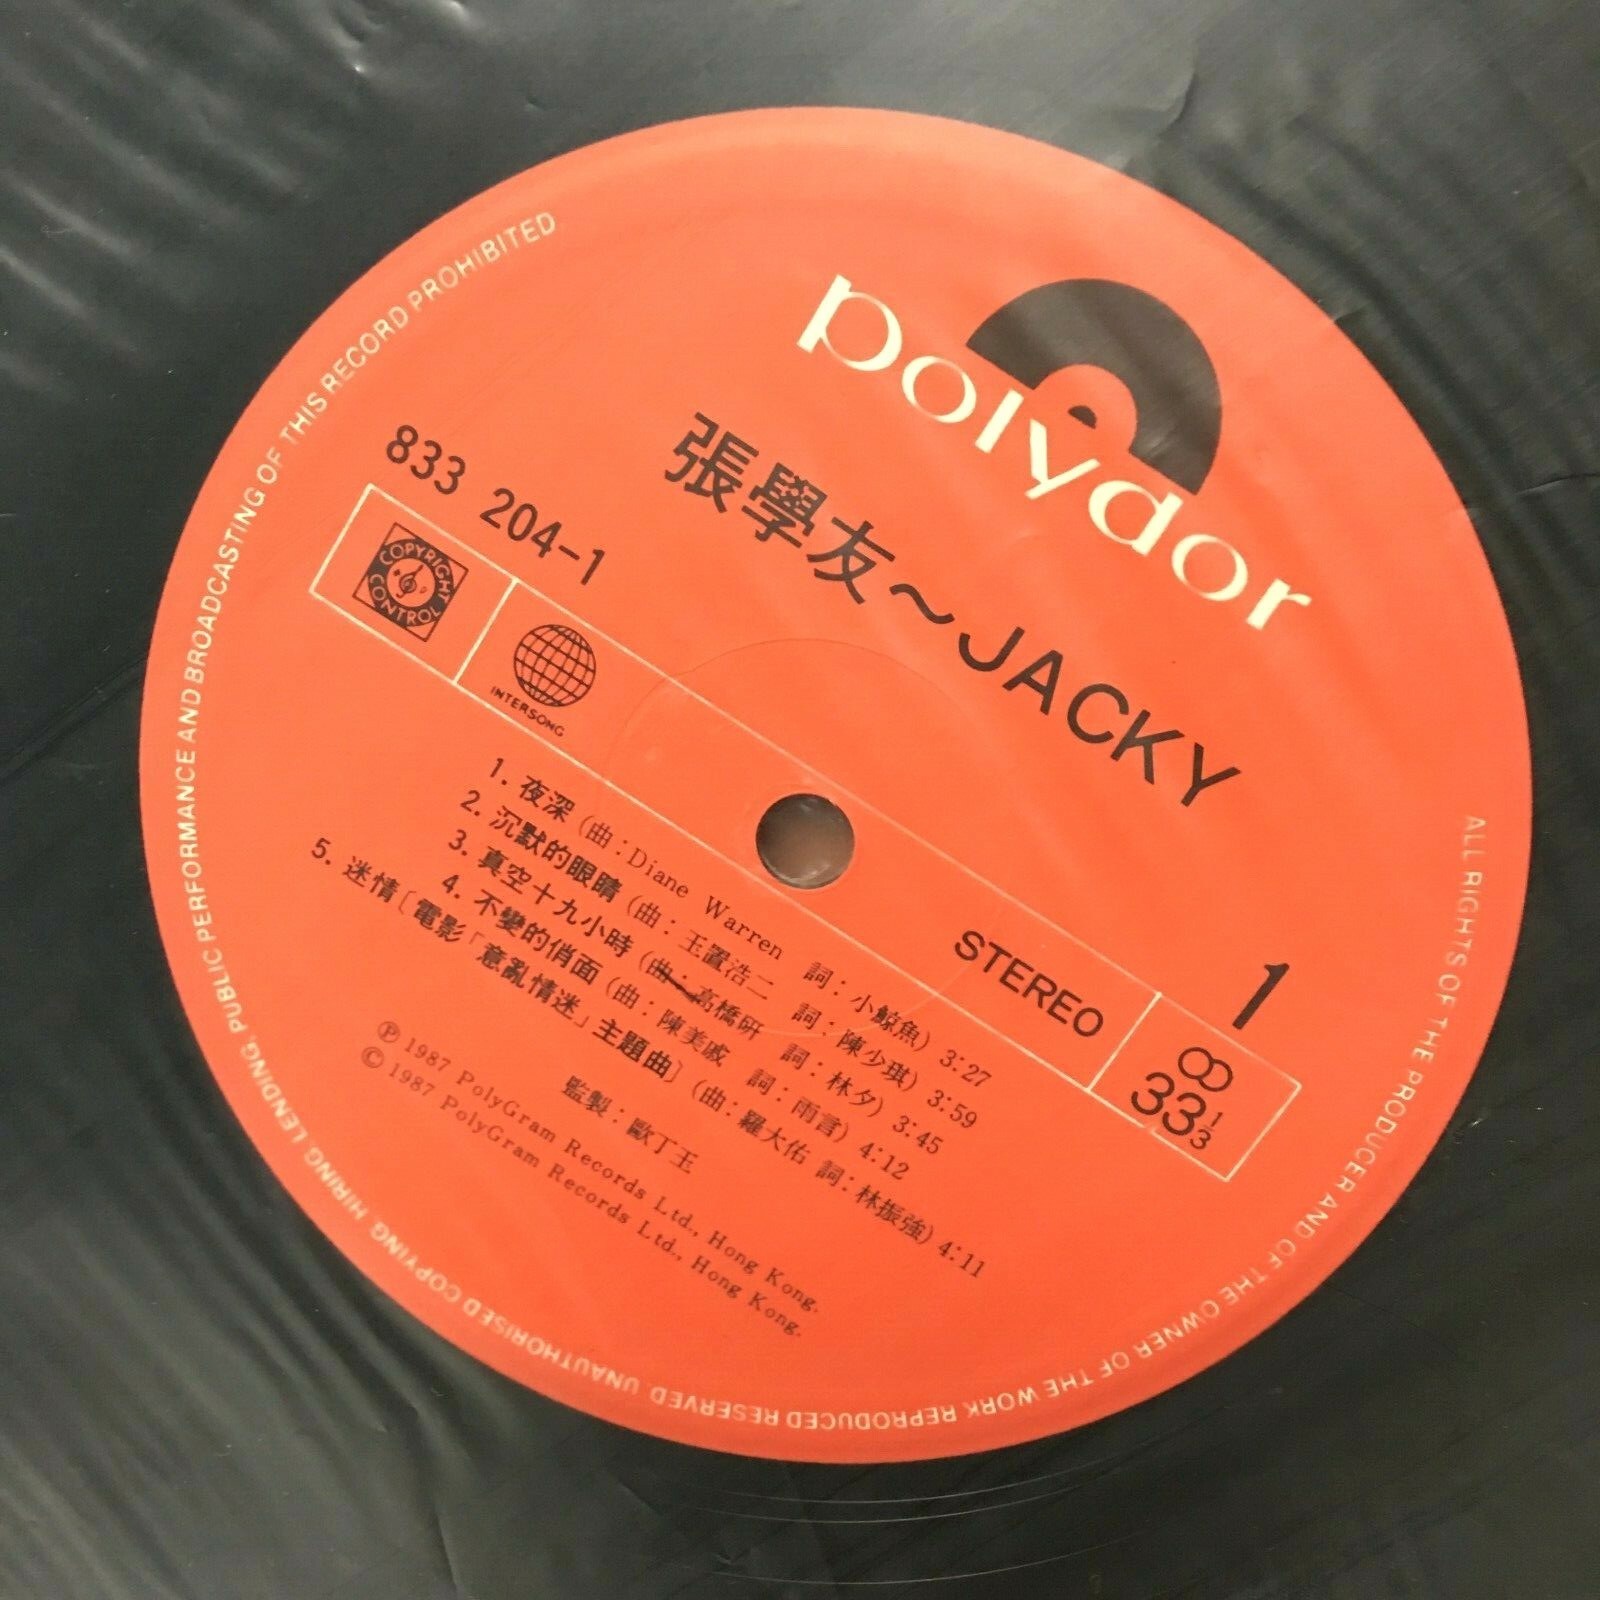 polydor
張學友～JACKY
833 204-1
COPYRIGHT CONTROL
INTERSONG
1
STEREO
33 1/3
1. 夜深 (曲：Diane Warren 詞：小鯨魚) 3:27
2. 沉默的眼睛 (曲：玉置浩二 詞：陳少琪) 3:59
3. 真空十九小時 (曲：高橋研 詞：林夕) 3:45
4. 不變的俏面 (曲：陳美威 詞：雨言) 4:12
5. 迷情〔電影「意亂情迷」主題曲〕(曲：羅大佑 詞：林振強) 4:11
監製：歐丁玉
Ⓟ 1987 PolyGram Records Ltd., Hong Kong.
© 1987 PolyGram Records Ltd., Hong Kong.
ALL RIGHTS OF THE PRODUCER AND OF THE OWNER OF THE WORK REPRODUCED RESERVED. UNAUTHORISED COPYING, HIRING, LENDING, PUBLIC PERFORMANCE AND BROADCASTING OF THIS RECORD PROHIBITED